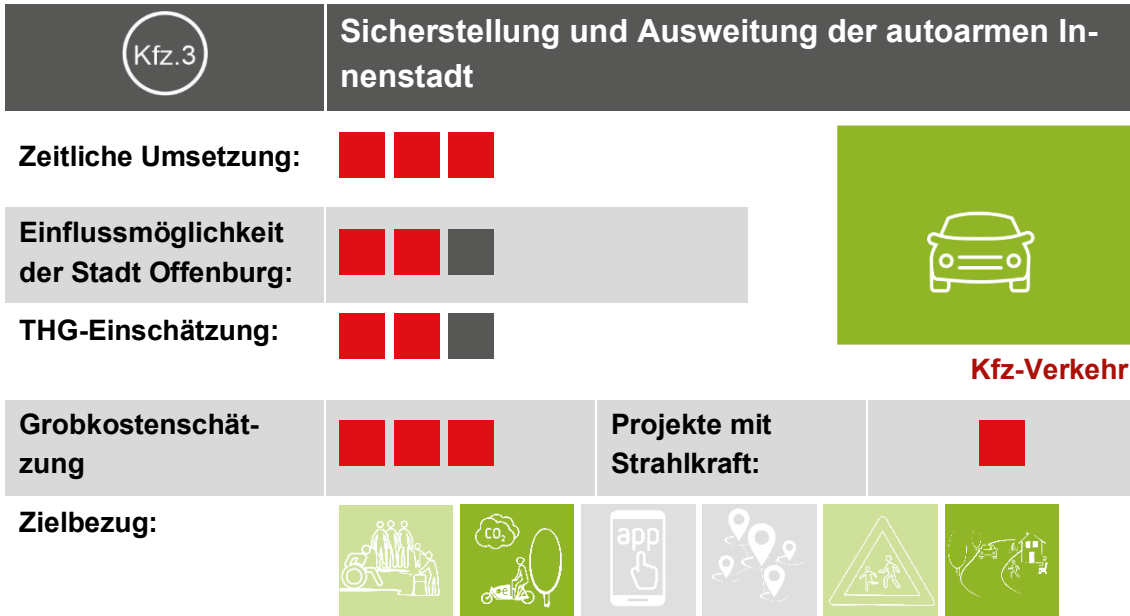 Kfz.3
Sicherstellung und Ausweitung der autoarmen In-
nenstadt
Zeitliche Umsetzung:
Einflussmöglichkeit
der Stadt Offenburg:
THG-Einschätzung:
Kfz-Verkehr
Grobkostenschät-
zung
Projekte mit
Strahlkraft:
Zielbezug:
CO₂
app